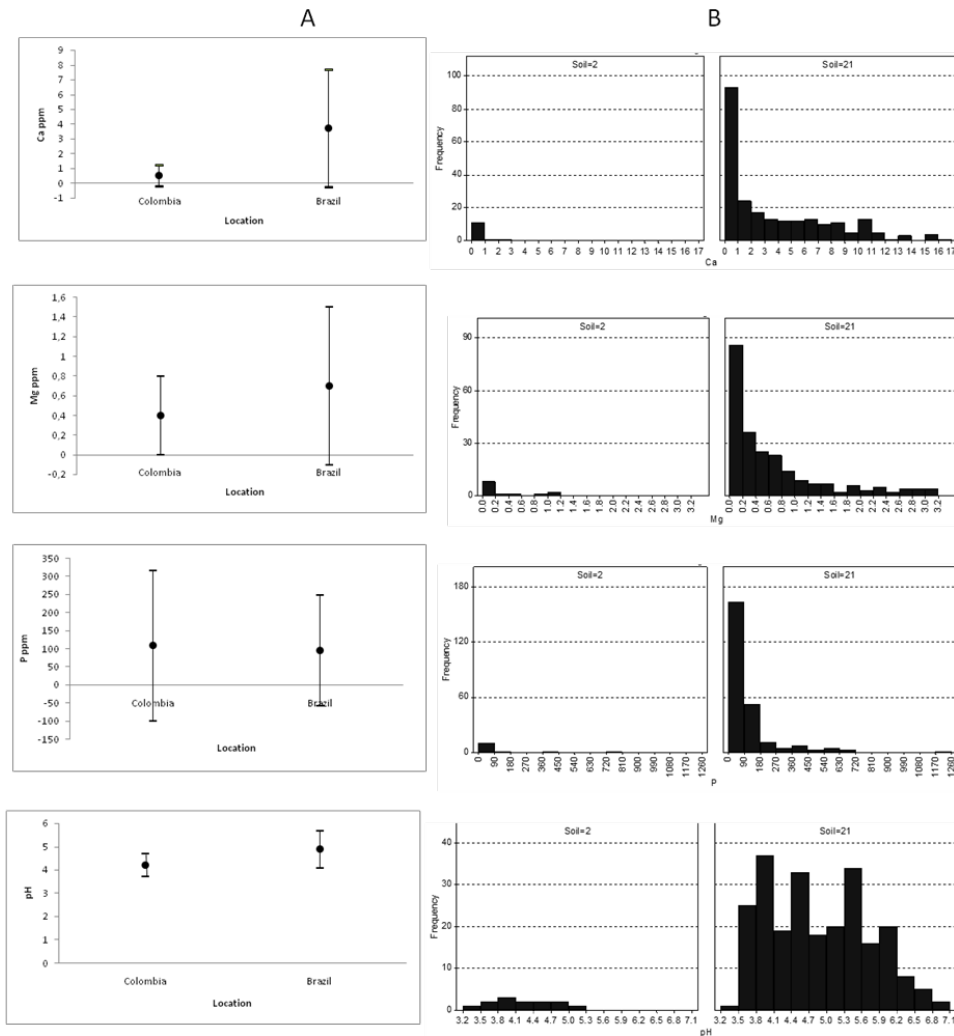 A
B
9
8
7
6
5
4
3
2
1
0
-1
Ca ppm
Colombia Brazil
Location
Soil=2 Soil=21
100
80
60
40
20
0
Frequency
0 1 2 3 4 5 6 7 8 9 10 11 12 13 14 15 16 17
0 1 2 3 4 5 6 7 8 9 10 11 12 13 14 15 16 17
Ca
1,6
1,4
1,2
1
0,8
0,6
0,4
0,2
0
-0,2
Mg ppm
Colombia Brazil
Location
Soil=2 Soil=21
90
60
30
0
Frequency
0.0 0.2 0.4 0.6 0.8 1.0 1.2 1.4 1.6 1.8 2.0 2.2 2.4 2.6 2.8 3.0 3.2
0.0 0.2 0.4 0.6 0.8 1.0 1.2 1.4 1.6 1.8 2.0 2.2 2.4 2.6 2.8 3.0 3.2
Mg
350
300
250
200
150
100
50
0
-50
-100
-150
P ppm
Colombia Brazil
Location
Soil=2 Soil=21
180
120
60
0
Frequency
0 90 180 270 360 450 540 630 720 810 900 990 1080 1170 1260
0 90 180 270 360 450 540 630 720 810 900 990 1080 1170 1260
P
6
5
4
3
2
1
0
pH
Colombia Brazil
Location
Soil=2 Soil=21
40
30
20
10
0
Frequency
3.2 3.5 3.8 4.1 4.4 4.7 5.0 5.3 5.6 5.9 6.2 6.5 6.8 7.1
3.2 3.5 3.8 4.1 4.4 4.7 5.0 5.3 5.6 5.9 6.2 6.5 6.8 7.1
pH